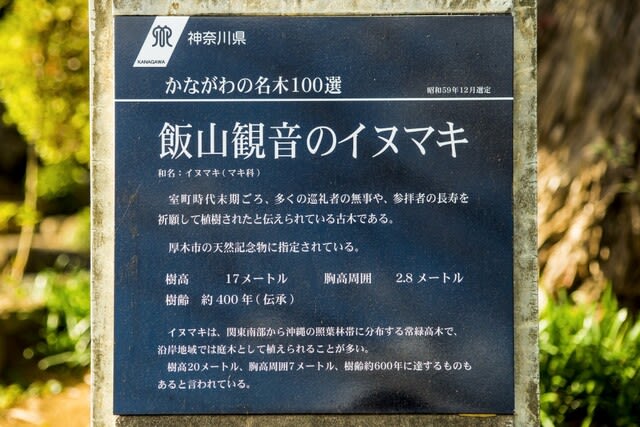 神奈川県
KANAGAWA
かながわの名木100選
昭和59年12月選定
飯山観音のイヌマキ
和名：イヌマキ（マキ科）
室町時代末期ごろ、多くの巡礼者の無事や、参拝者の長寿を
祈願して植樹されたと伝えられている古木である。
厚木市の天然記念物に指定されている。
樹高　17メートル　胸高周囲　2.8メートル
樹齢　約400年（伝承）
イヌマキは、関東南部から沖縄の照葉林帯に分布する常緑高木で、
沿岸地域では庭木として植えられることが多い。
樹高20メートル、胸高周囲7メートル、樹齢約600年に達するものも
あると言われている。